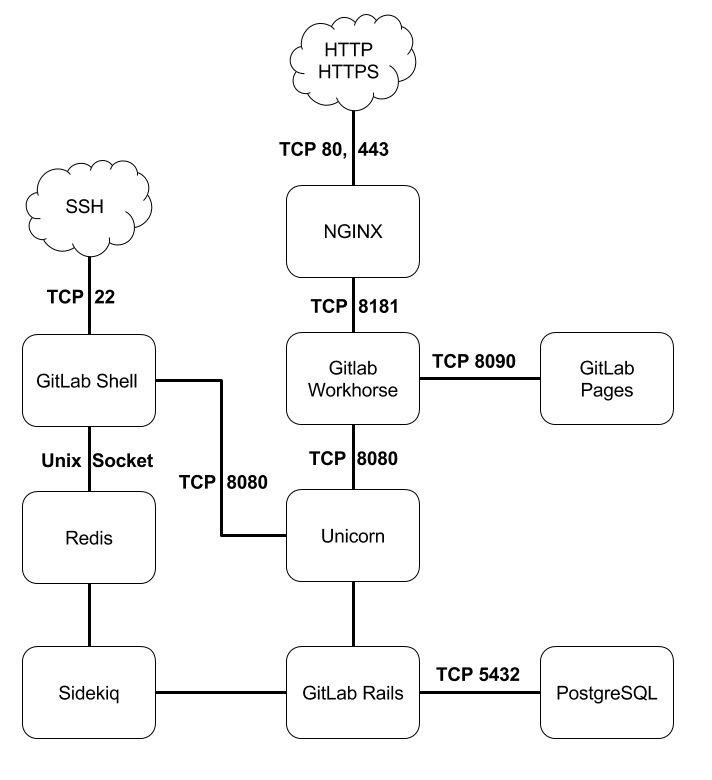 HTTP
HTTPS
TCP 80, 443
SSH
NGINX
TCP 22
TCP 8181
GitLab Shell
Gitlab
Workhorse
TCP 8090
GitLab
Pages
Unix Socket
TCP 8080
TCP 8080
Redis
Unicorn
Sidekiq
GitLab Rails
TCP 5432
PostgreSQL